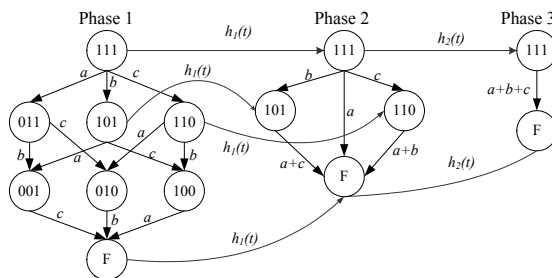 Phase 1 Phase 2 Phase 3
111 h₁(t) 111 h₂(t) 111
a b c h₁(t) b c a+b+c
011 101 110 101 a 110 F
b c a a c b h₁(t) a+c a+b h₂(t)
001 010 100 F
c b a h₁(t)
F